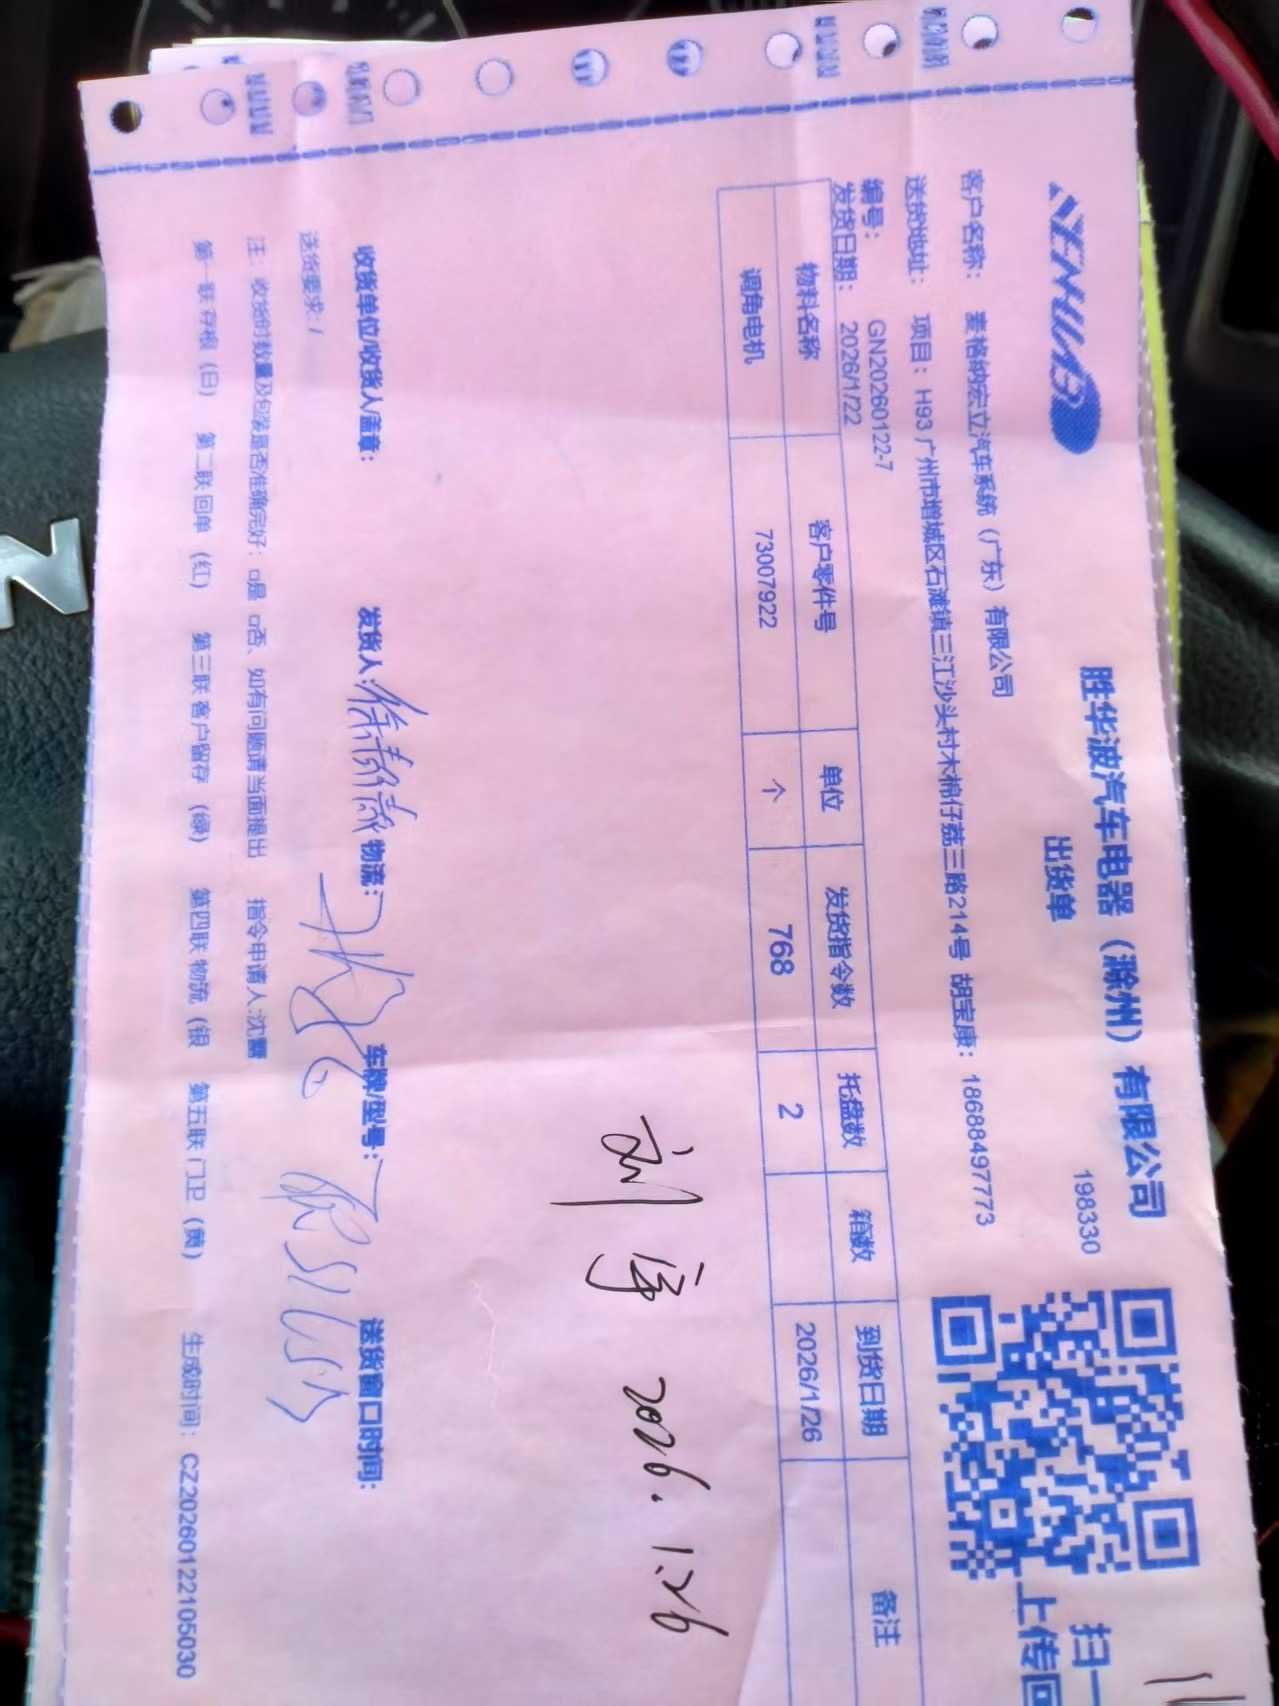 SENHUABO
胜华波汽车电器（滁州）有限公司
出货单
198330
扫一
上传回
客户名称： 麦格纳宏立汽车系统（广东）有限公司
送货地址： 项目：H93 广州市增城区石滩镇三江沙头村木棉仔荔三路214号 胡宝康：18688497773
编号： GN20260122-7
发货日期： 2026/1/22
物料名称 客户零件号 单位 发货指令数 托盘数 箱数 到货日期 备注
调角电机 73007922 个 768 2 2026/1/26
2026.1.26
收货单位/收货人/盖章： 发货人： 物流： 车牌/型号： 送货窗口时间：
送货要求：/
注：收货时数量及包装是否准确完好：□是 □否、如有问题请当面提出 指令申请人:沈
第一联 存根（白） 第二联 回单（红） 第三联 客户留存（绿） 第四联 物流（银 第五联 门卫（黄） 生成时间：CZ20260122105030